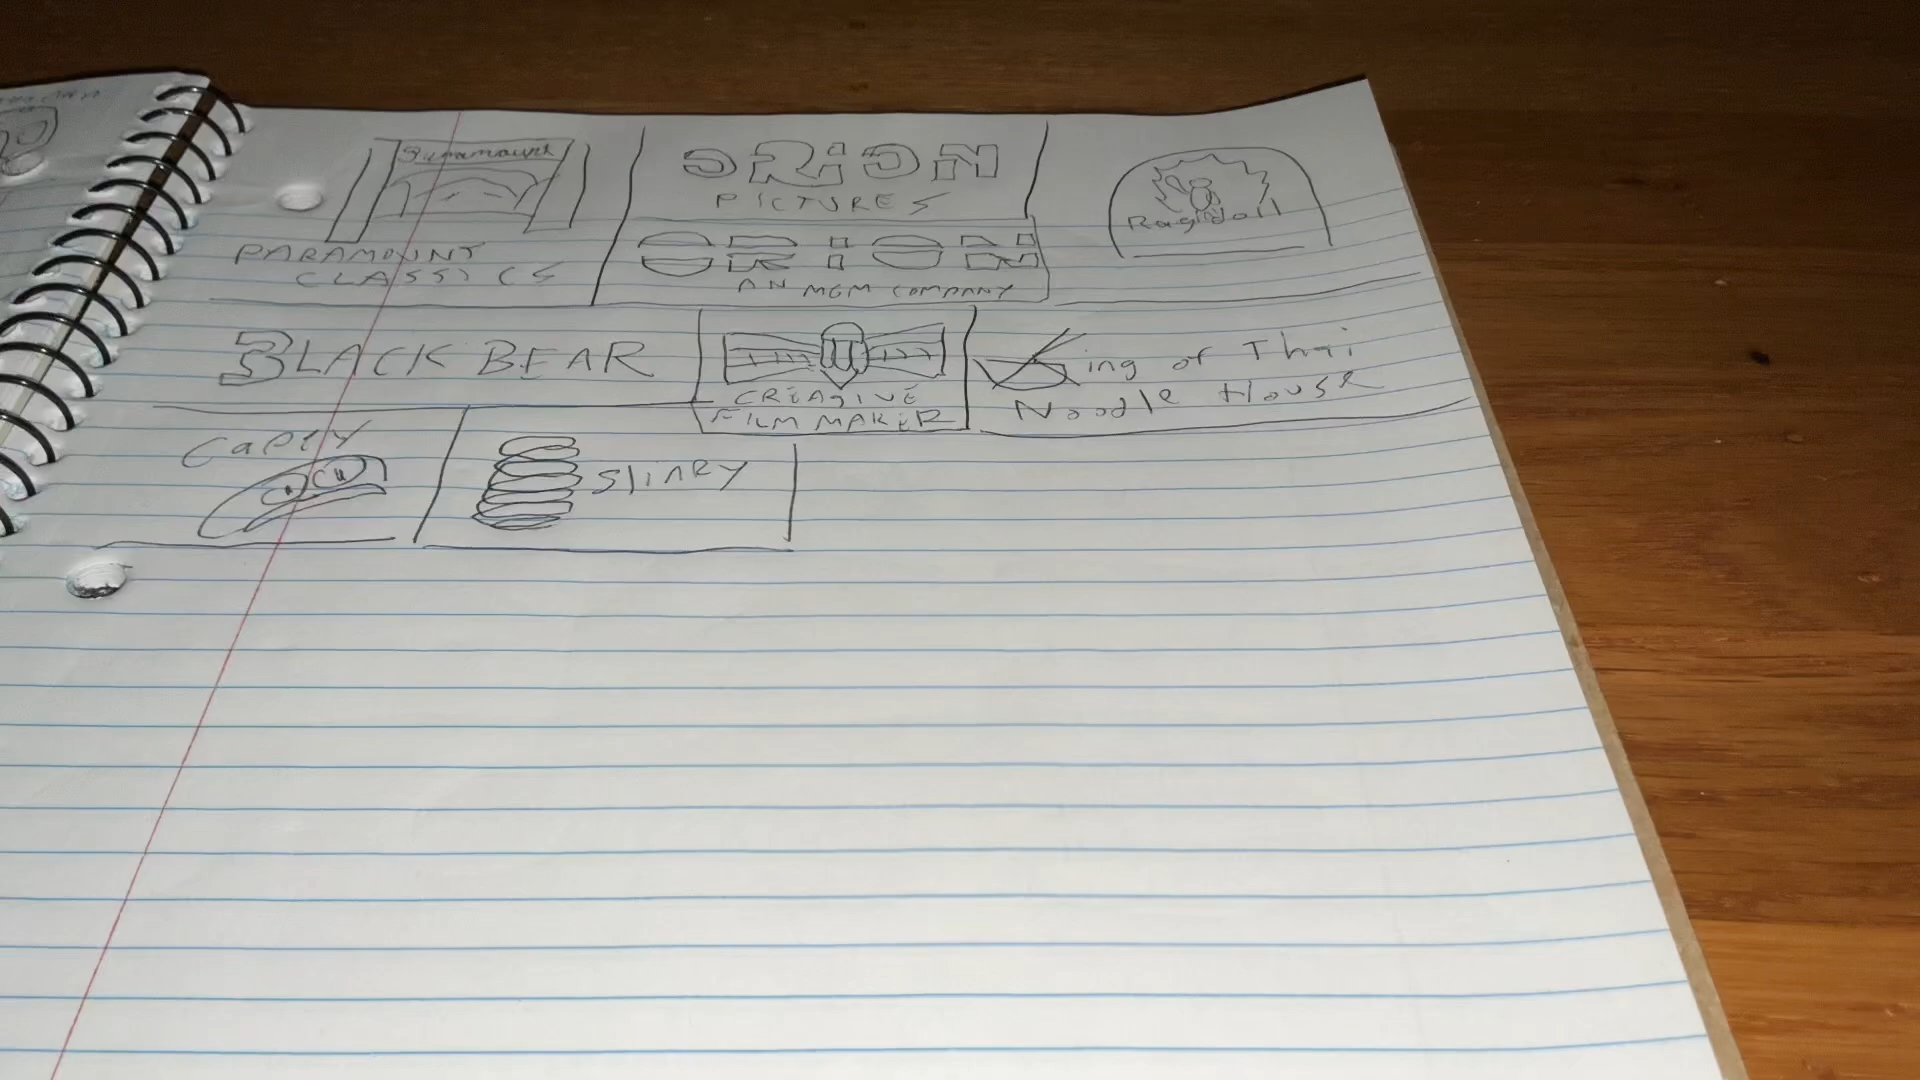 Paramount
PARAMOUNT
CLASSICS
ORION
PICTURES
ORION
AN MGM COMPANY
Ragdoll
BLACK BEAR
CREATIVE
FILM MAKER
King of Thai
Noodle House
Slinky